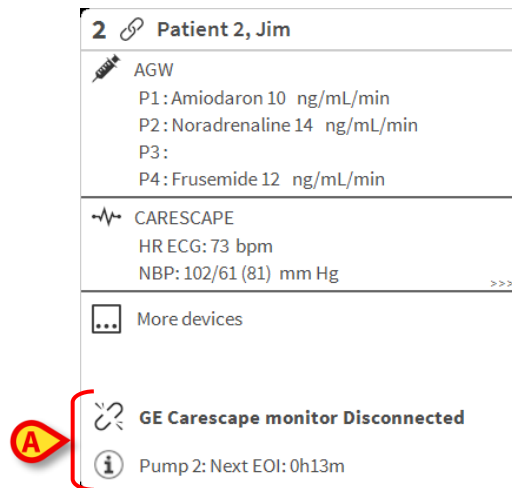 2 Patient 2, Jim
AGW
P1: Amiodaron 10 ng/mL/min
P2: Noradrenaline 14 ng/mL/min
P3:
P4: Frusemide 12 ng/mL/min
CARESCAPE
HR ECG: 73 bpm
NBP: 102/61 (81) mm Hg
>>>
More devices
GE Carescape monitor Disconnected
A
Pump 2: Next EOI: 0h13m